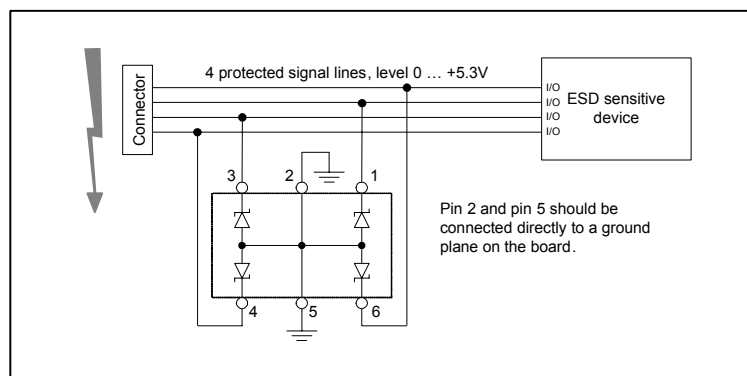 4 protected signal lines, level 0 … +5.3V
Connector
I/O
I/O
I/O
I/O
ESD sensitive
device
3
2
1
Pin 2 and pin 5 should be
connected directly to a ground
plane on the board.
4
5
6